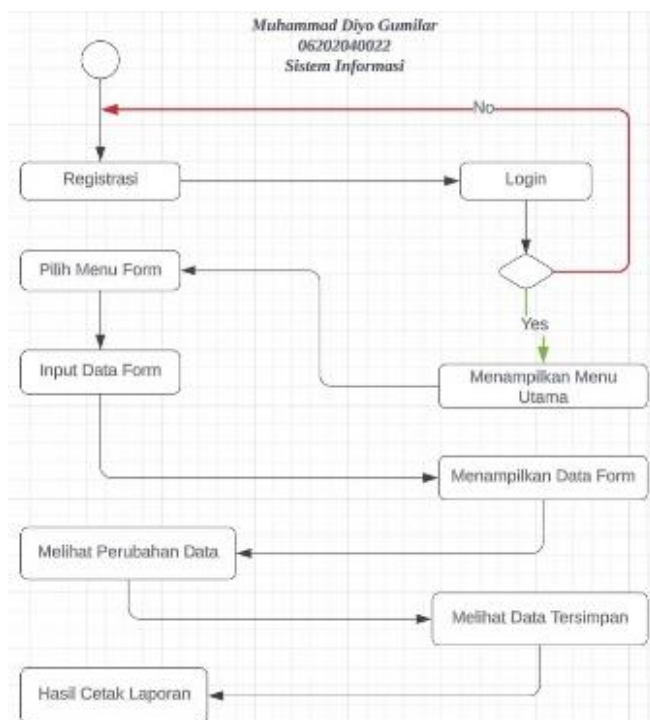 Muhammad Diyo Gumilar
06202040022
Sistem Informasi
No
Registrasi
Login
Pilih Menu Form
Yes
Input Data Form
Menampilkan Menu
Utama
Menampilkan Data Form
Melihat Perubahan Data
Melihat Data Tersimpan
Hasil Cetak Laporan